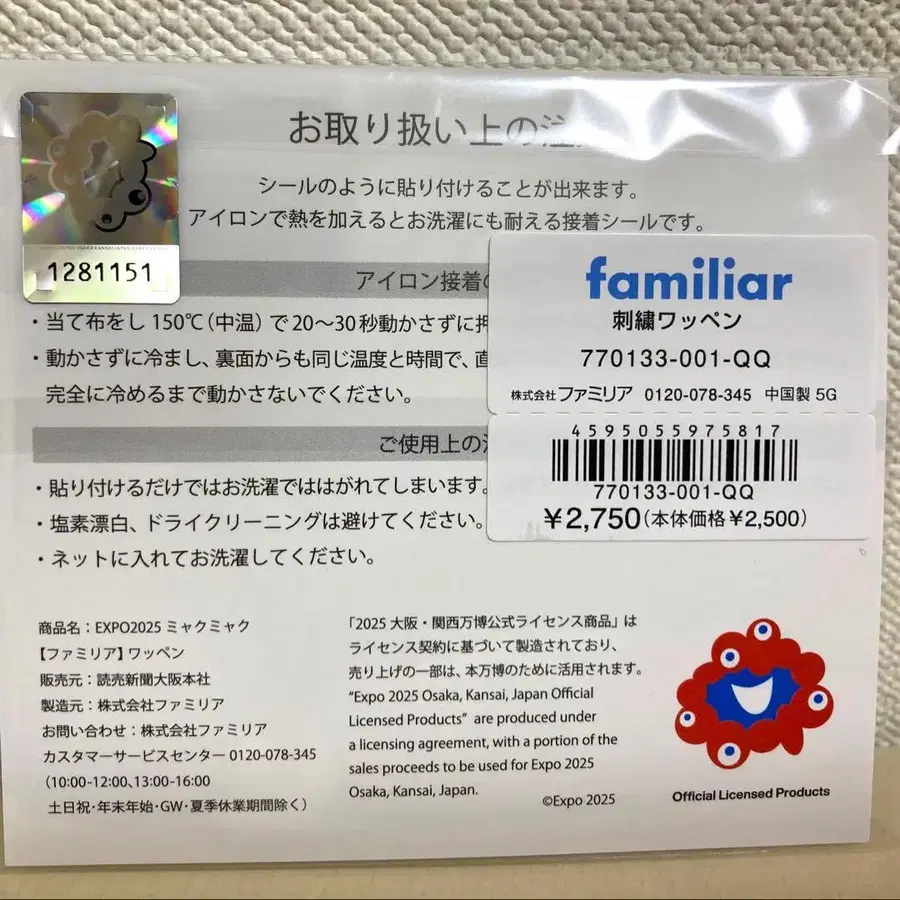 お取り扱い上の注
シールのように貼り付けることが出来ます。
アイロンで熱を加えるとお洗濯にも耐える接着シールです。
1281151
アイロン接着の
・当て布をし 150℃（中温）で20～30秒動かさずに押
・動かさずに冷まし、裏面からも同じ温度と時間で、直
完全に冷めるまで動かさないでください。
ご使用上の注
・貼り付けるだけではお洗濯でははがれてしまいます。
・塩素漂白、ドライクリーニングは避けてください。
・ネットに入れてお洗濯してください。
familiar
刺繍ワッペン
770133-001-QQ
株式会社ファミリア 0120-078-345 中国製 5G
4595055975817
770133-001-QQ
¥2,750(本体価格¥2,500)
商品名：EXPO2025 ミャクミャク
【ファミリア】ワッペン
販売元：読売新聞大阪本社
製造元：株式会社ファミリア
お問い合わせ：株式会社ファミリア
カスタマーサービスセンター 0120-078-345
（10:00-12:00、13:00-16:00
土日祝・年末年始・GW・夏季休業期間除く）
「2025 大阪・関西万博公式ライセンス商品」は
ライセンス契約に基づいて製造されており、
売り上げの一部は、本万博のために活用されます。
"Expo 2025 Osaka, Kansai, Japan Official
Licensed Products" are produced under
a licensing agreement, with a portion of the
sales proceeds to be used for Expo 2025
Osaka, Kansai, Japan.
©Expo 2025
Official Licensed Products